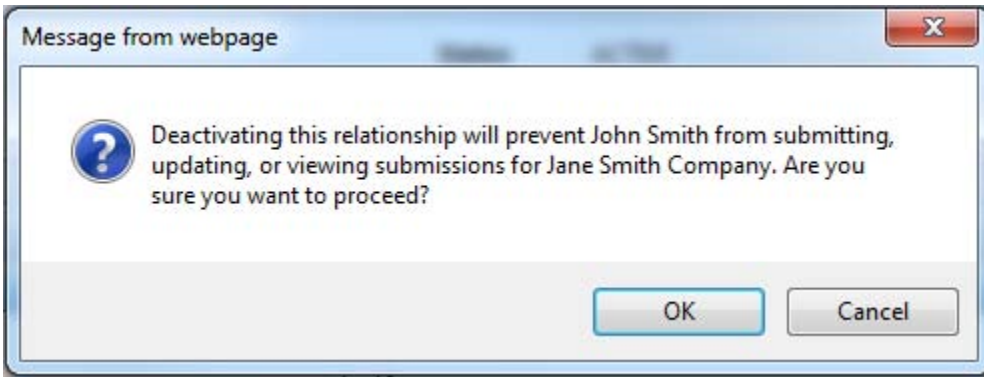 Message from webpage
Deactivating this relationship will prevent John Smith from submitting,
updating, or viewing submissions for Jane Smith Company. Are you
sure you want to proceed?
OK
Cancel